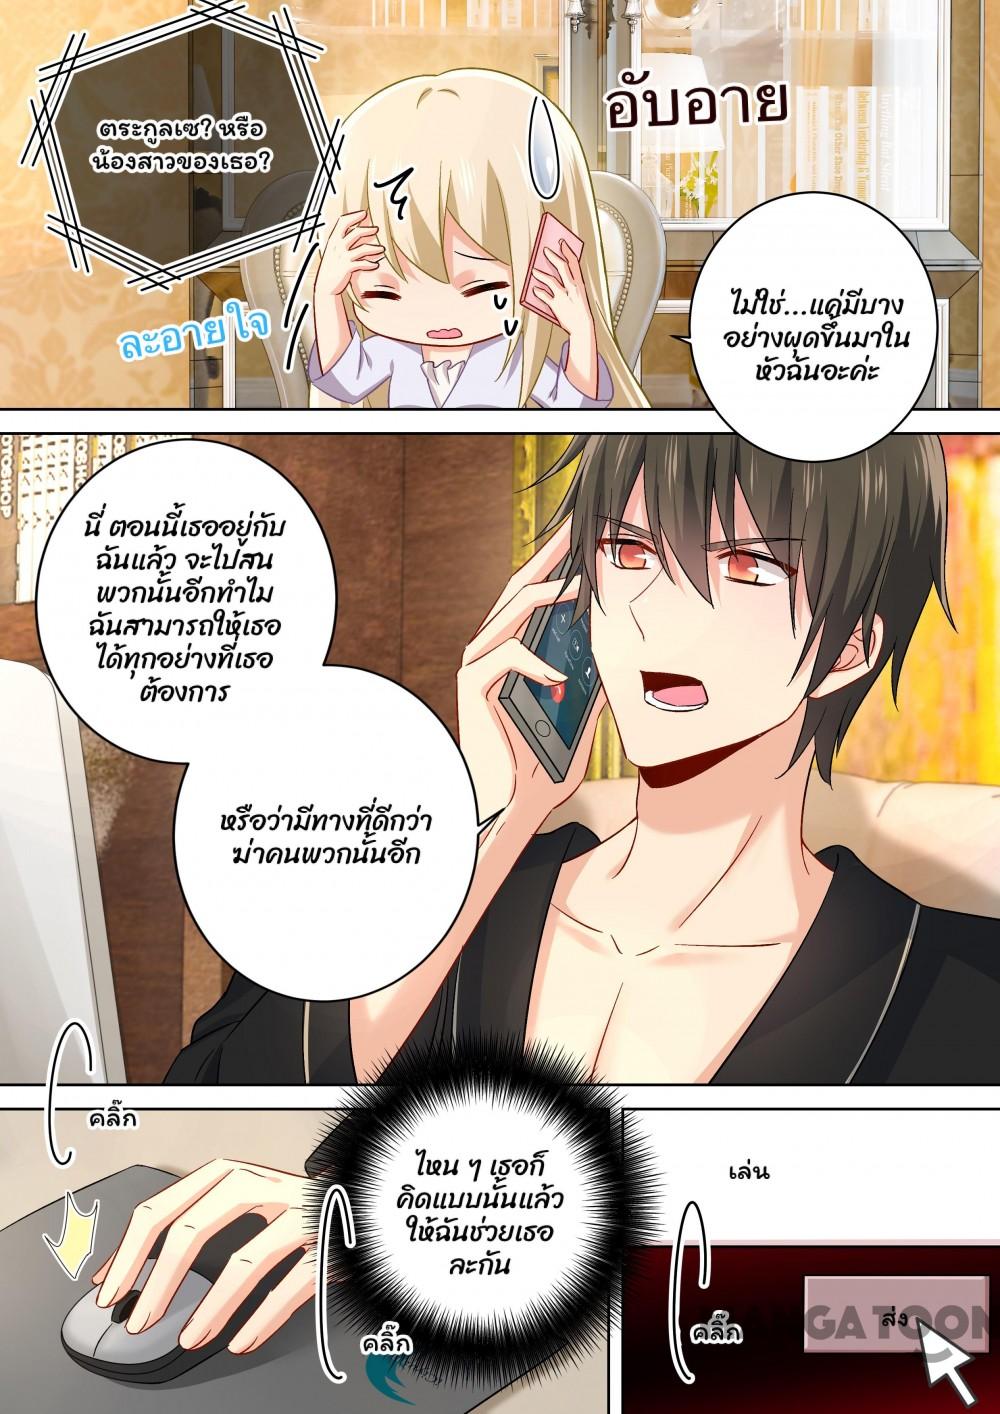 ตระกูลเซ? หรือ
น้องสาวของเธอ?
อับอาย
ละอายใจ
ไม่ใช่...แค่มีบาง
อย่างผุดขึ้นมาใน
หัวฉันอะค่ะ
นี่ ตอนนี้เธออยู่กับ
ฉันแล้ว จะไปสน
พวกนั้นอีกทำไม
ฉันสามารถให้เธอ
ได้ทุกอย่างที่เธอ
ต้องการ
หรือว่ามีทางที่ดีกว่า
ฆ่าคนพวกนั้นอีก
คลิ๊ก
ไหน ๆ เธอก็
คิดแบบนั้นแล้ว
ให้ฉันช่วยเธอ
ละกัน
คลิ๊ก
เล่น
ส่ง
คลิ๊ก
MANGA TOON